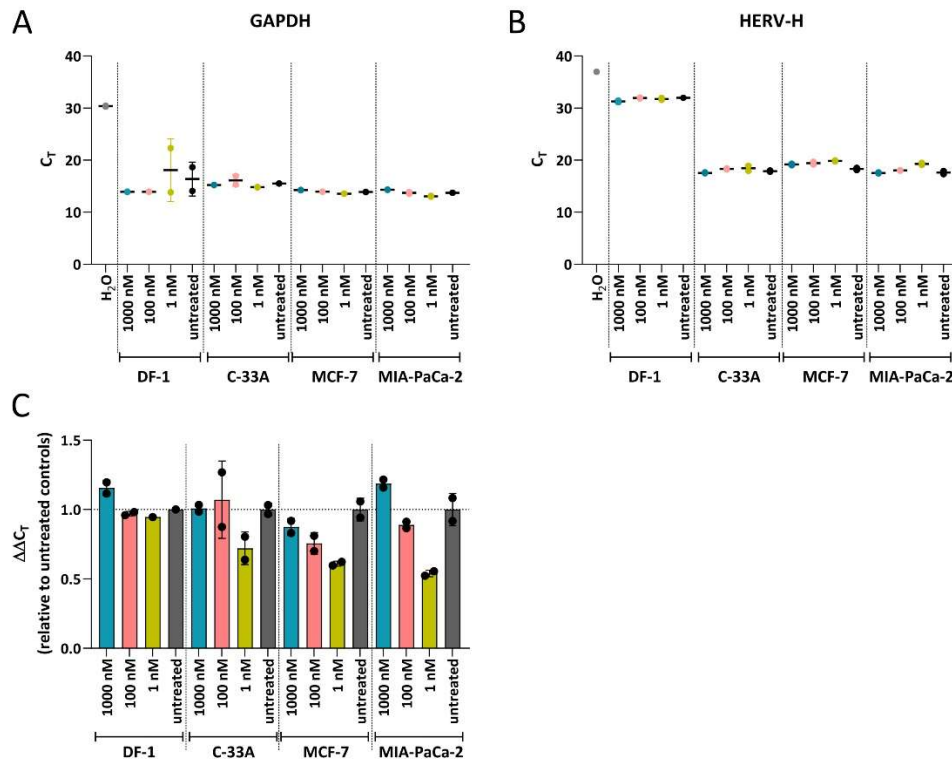 A
GAPDH
40
30
20
10
0
C_T
H₂O
1000 nM
100 nM
1 nM
untreated
1000 nM
100 nM
1 nM
untreated
1000 nM
100 nM
1 nM
untreated
1000 nM
100 nM
1 nM
untreated
DF-1
C-33A
MCF-7
MIA-PaCa-2
B
HERV-H
40
30
20
10
0
C_T
H₂O
1000 nM
100 nM
1 nM
untreated
1000 nM
100 nM
1 nM
untreated
1000 nM
100 nM
1 nM
untreated
1000 nM
100 nM
1 nM
untreated
DF-1
C-33A
MCF-7
MIA-PaCa-2
C
1.5
1.0
0.5
0.0
ΔΔC_T
(relative to untreated controls)
1000 nM
100 nM
1 nM
untreated
1000 nM
100 nM
1 nM
untreated
1000 nM
100 nM
1 nM
untreated
1000 nM
100 nM
1 nM
untreated
DF-1
C-33A
MCF-7
MIA-PaCa-2